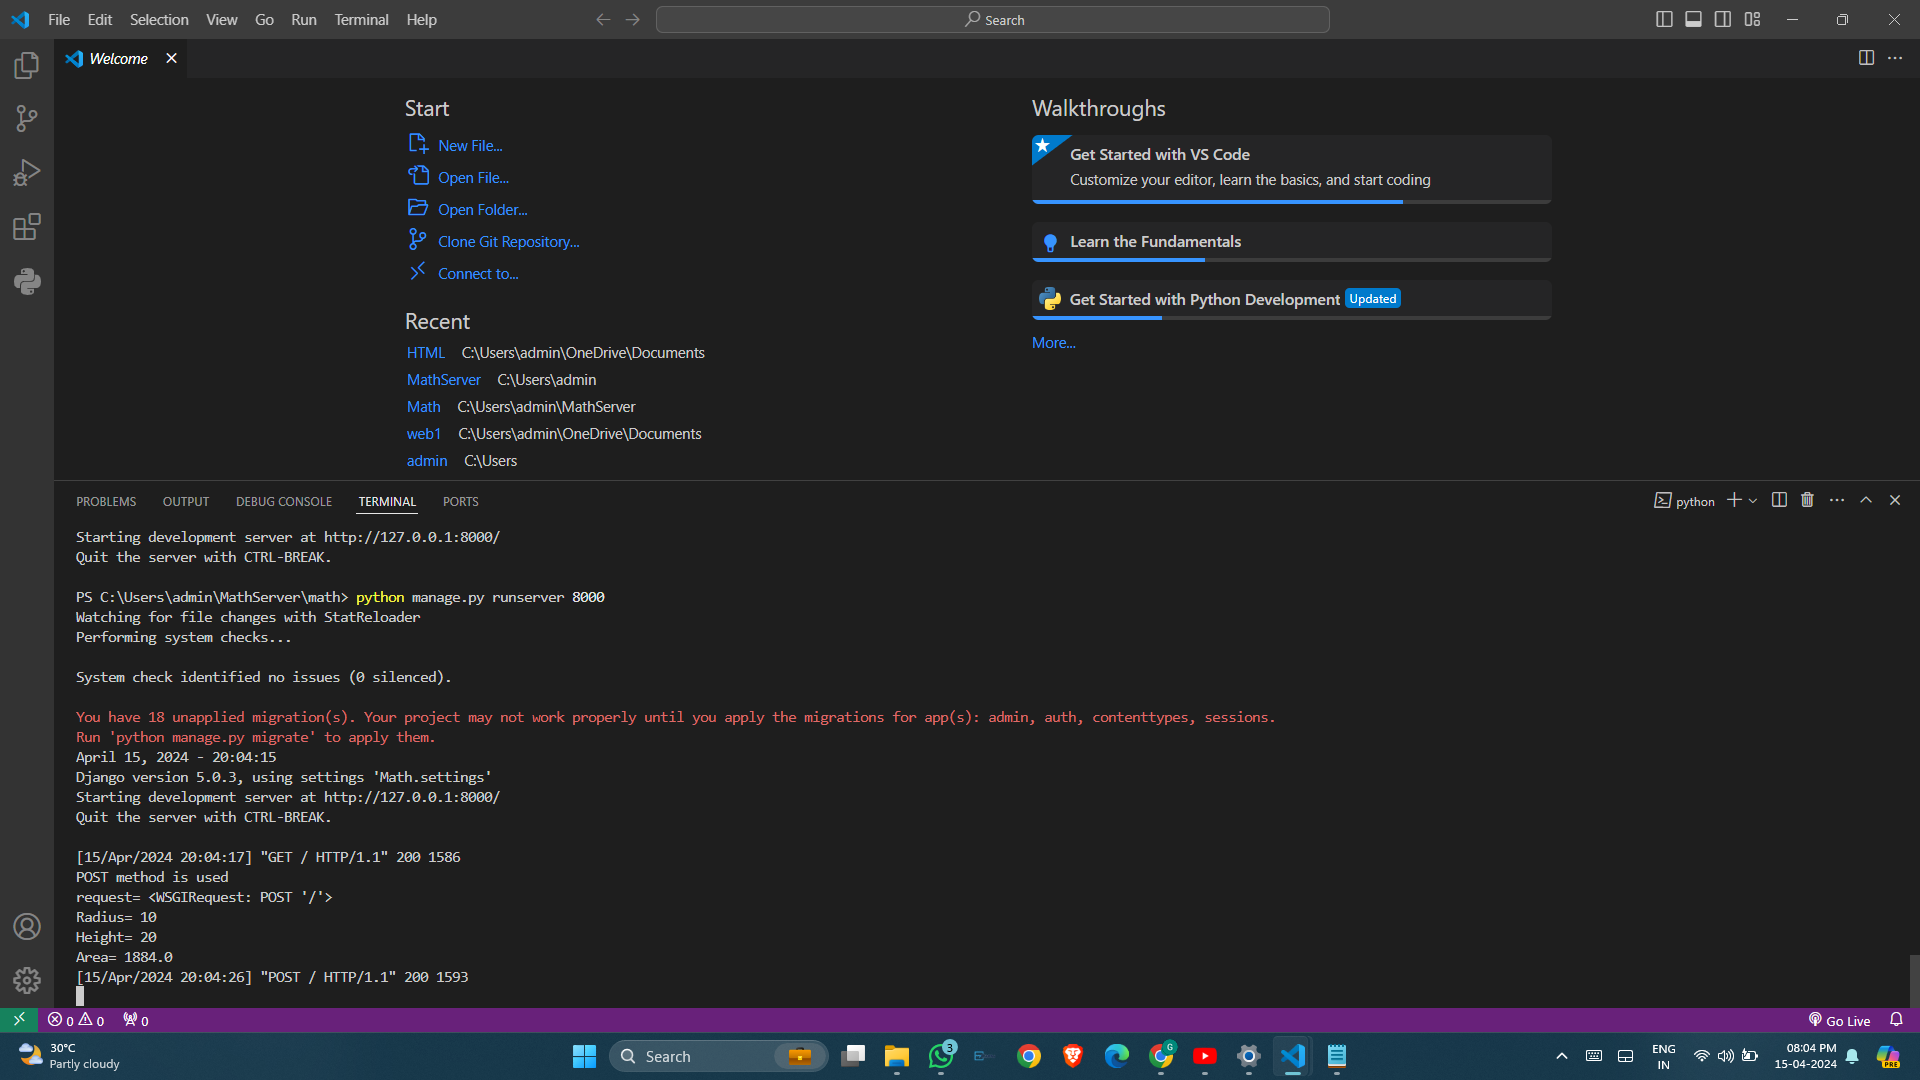 File Edit Selection View Go Run Terminal Help
Search
Welcome
Start
New File...
Open File...
Open Folder...
Clone Git Repository...
Connect to...
Recent
HTML C:\Users\admin\OneDrive\Documents
MathServer C:\Users\admin
Math C:\Users\admin\MathServer
web1 C:\Users\admin\OneDrive\Documents
admin C:\Users
Walkthroughs
Get Started with VS Code
Customize your editor, learn the basics, and start coding
Learn the Fundamentals
Get Started with Python Development Updated
More...
PROBLEMS OUTPUT DEBUG CONSOLE TERMINAL PORTS
python
Starting development server at http://127.0.0.1:8000/
Quit the server with CTRL-BREAK.
PS C:\Users\admin\MathServer\math> python manage.py runserver 8000
Watching for file changes with StatReloader
Performing system checks...
System check identified no issues (0 silenced).
You have 18 unapplied migration(s). Your project may not work properly until you apply the migrations for app(s): admin, auth, contenttypes, sessions.
Run 'python manage.py migrate' to apply them.
April 15, 2024 - 20:04:15
Django version 5.0.3, using settings 'Math.settings'
Starting development server at http://127.0.0.1:8000/
Quit the server with CTRL-BREAK.
[15/Apr/2024 20:04:17] "GET / HTTP/1.1" 200 1586
POST method is used
request= <WSGIRequest: POST '/'>
Radius= 10
Height= 20
Area= 1884.0
[15/Apr/2024 20:04:26] "POST / HTTP/1.1" 200 1593
0 0 0
Go Live
30°C
Partly cloudy
Search
3
G
ENG
IN
08:04 PM
15-04-2024
PRE